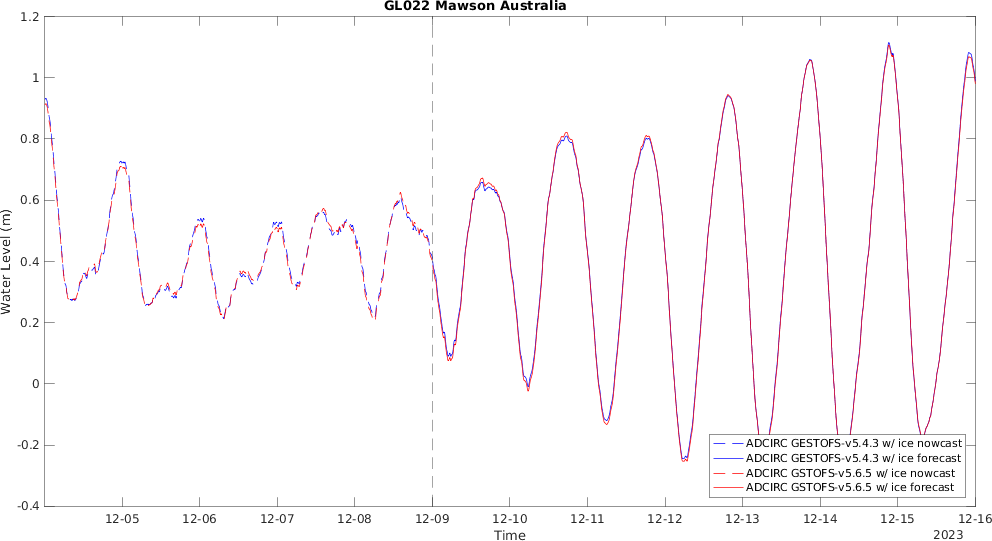 GL022 Mawson Australia
1.2
1
0.8
0.6
0.4
0.2
0
-0.2
-0.4
Water Level (m)
ADCIRC GESTOFS-v5.4.3 w/ ice nowcast
ADCIRC GESTOFS-v5.4.3 w/ ice forecast
ADCIRC GSTOFS-v5.6.5 w/ ice nowcast
ADCIRC GSTOFS-v5.6.5 w/ ice forecast
12-05 12-06 12-07 12-08 12-09 12-10 12-11 12-12 12-13 12-14 12-15 12-16
Time
2023